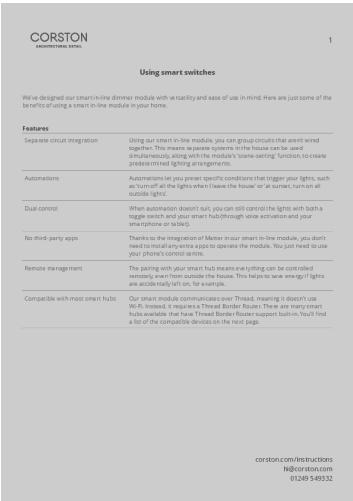 CORSTON
ARCHITECTURAL DETAIL
1
Using smart switches
We've designed our smart in-line dimmer module with versatility and ease of use in mind. Here are just some of the
benefits of using a smart in-line module in your home.
Features
Separate circuit integration
Using our smart in-line module, you can group circuits that aren't wired
together. This means separate systems in the house can be used
simultaneously, along with the module's 'scene-setting' function, to create
predetermined lighting arrangements.
Automations
Automations let you preset specific conditions that trigger your lights, such
as 'turn off all the lights when I leave the house' or 'at sunset, turn on all
outside lights'.
Dual control
When automation doesn't suit, you can still control the lights with both a
toggle switch and your smart hub (through voice activation and your
smartphone or tablet).
No third-party apps
Thanks to the integration of Matter in our smart in-line module, you don't
need to install any extra apps to operate the module. You just need to use
your phone's control centre.
Remote management
The pairing with your smart hub means everything can be controlled
remotely, even from outside the house. This helps to save energy if lights
are accidentally left on, for example.
Compatible with most smart hubs
Our smart module communicates over Thread, meaning it doesn't use
Wi-Fi. Instead, it requires a Thread Border Router. There are many smart
hubs available that have Thread Border Router support built-in. You'll find
a list of the compatible devices on the next page.
corston.com/instructions
hi@corston.com
01249 549332